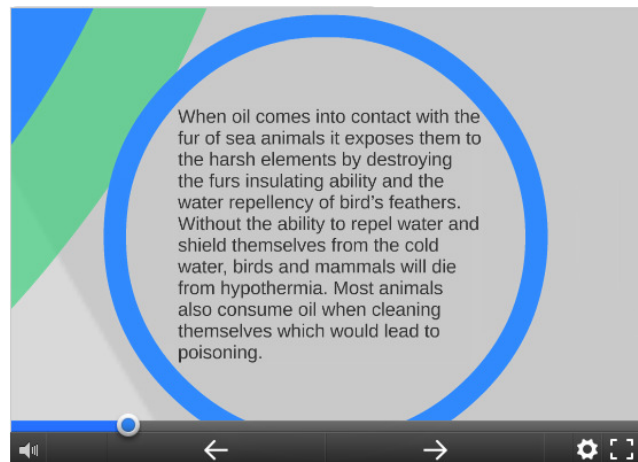 When oil comes into contact with the
fur of sea animals it exposes them to
the harsh elements by destroying
the furs insulating ability and the
water repellency of bird's feathers.
Without the ability to repel water and
shield themselves from the cold
water, birds and mammals will die
from hypothermia. Most animals
also consume oil when cleaning
themselves which would lead to
poisoning.